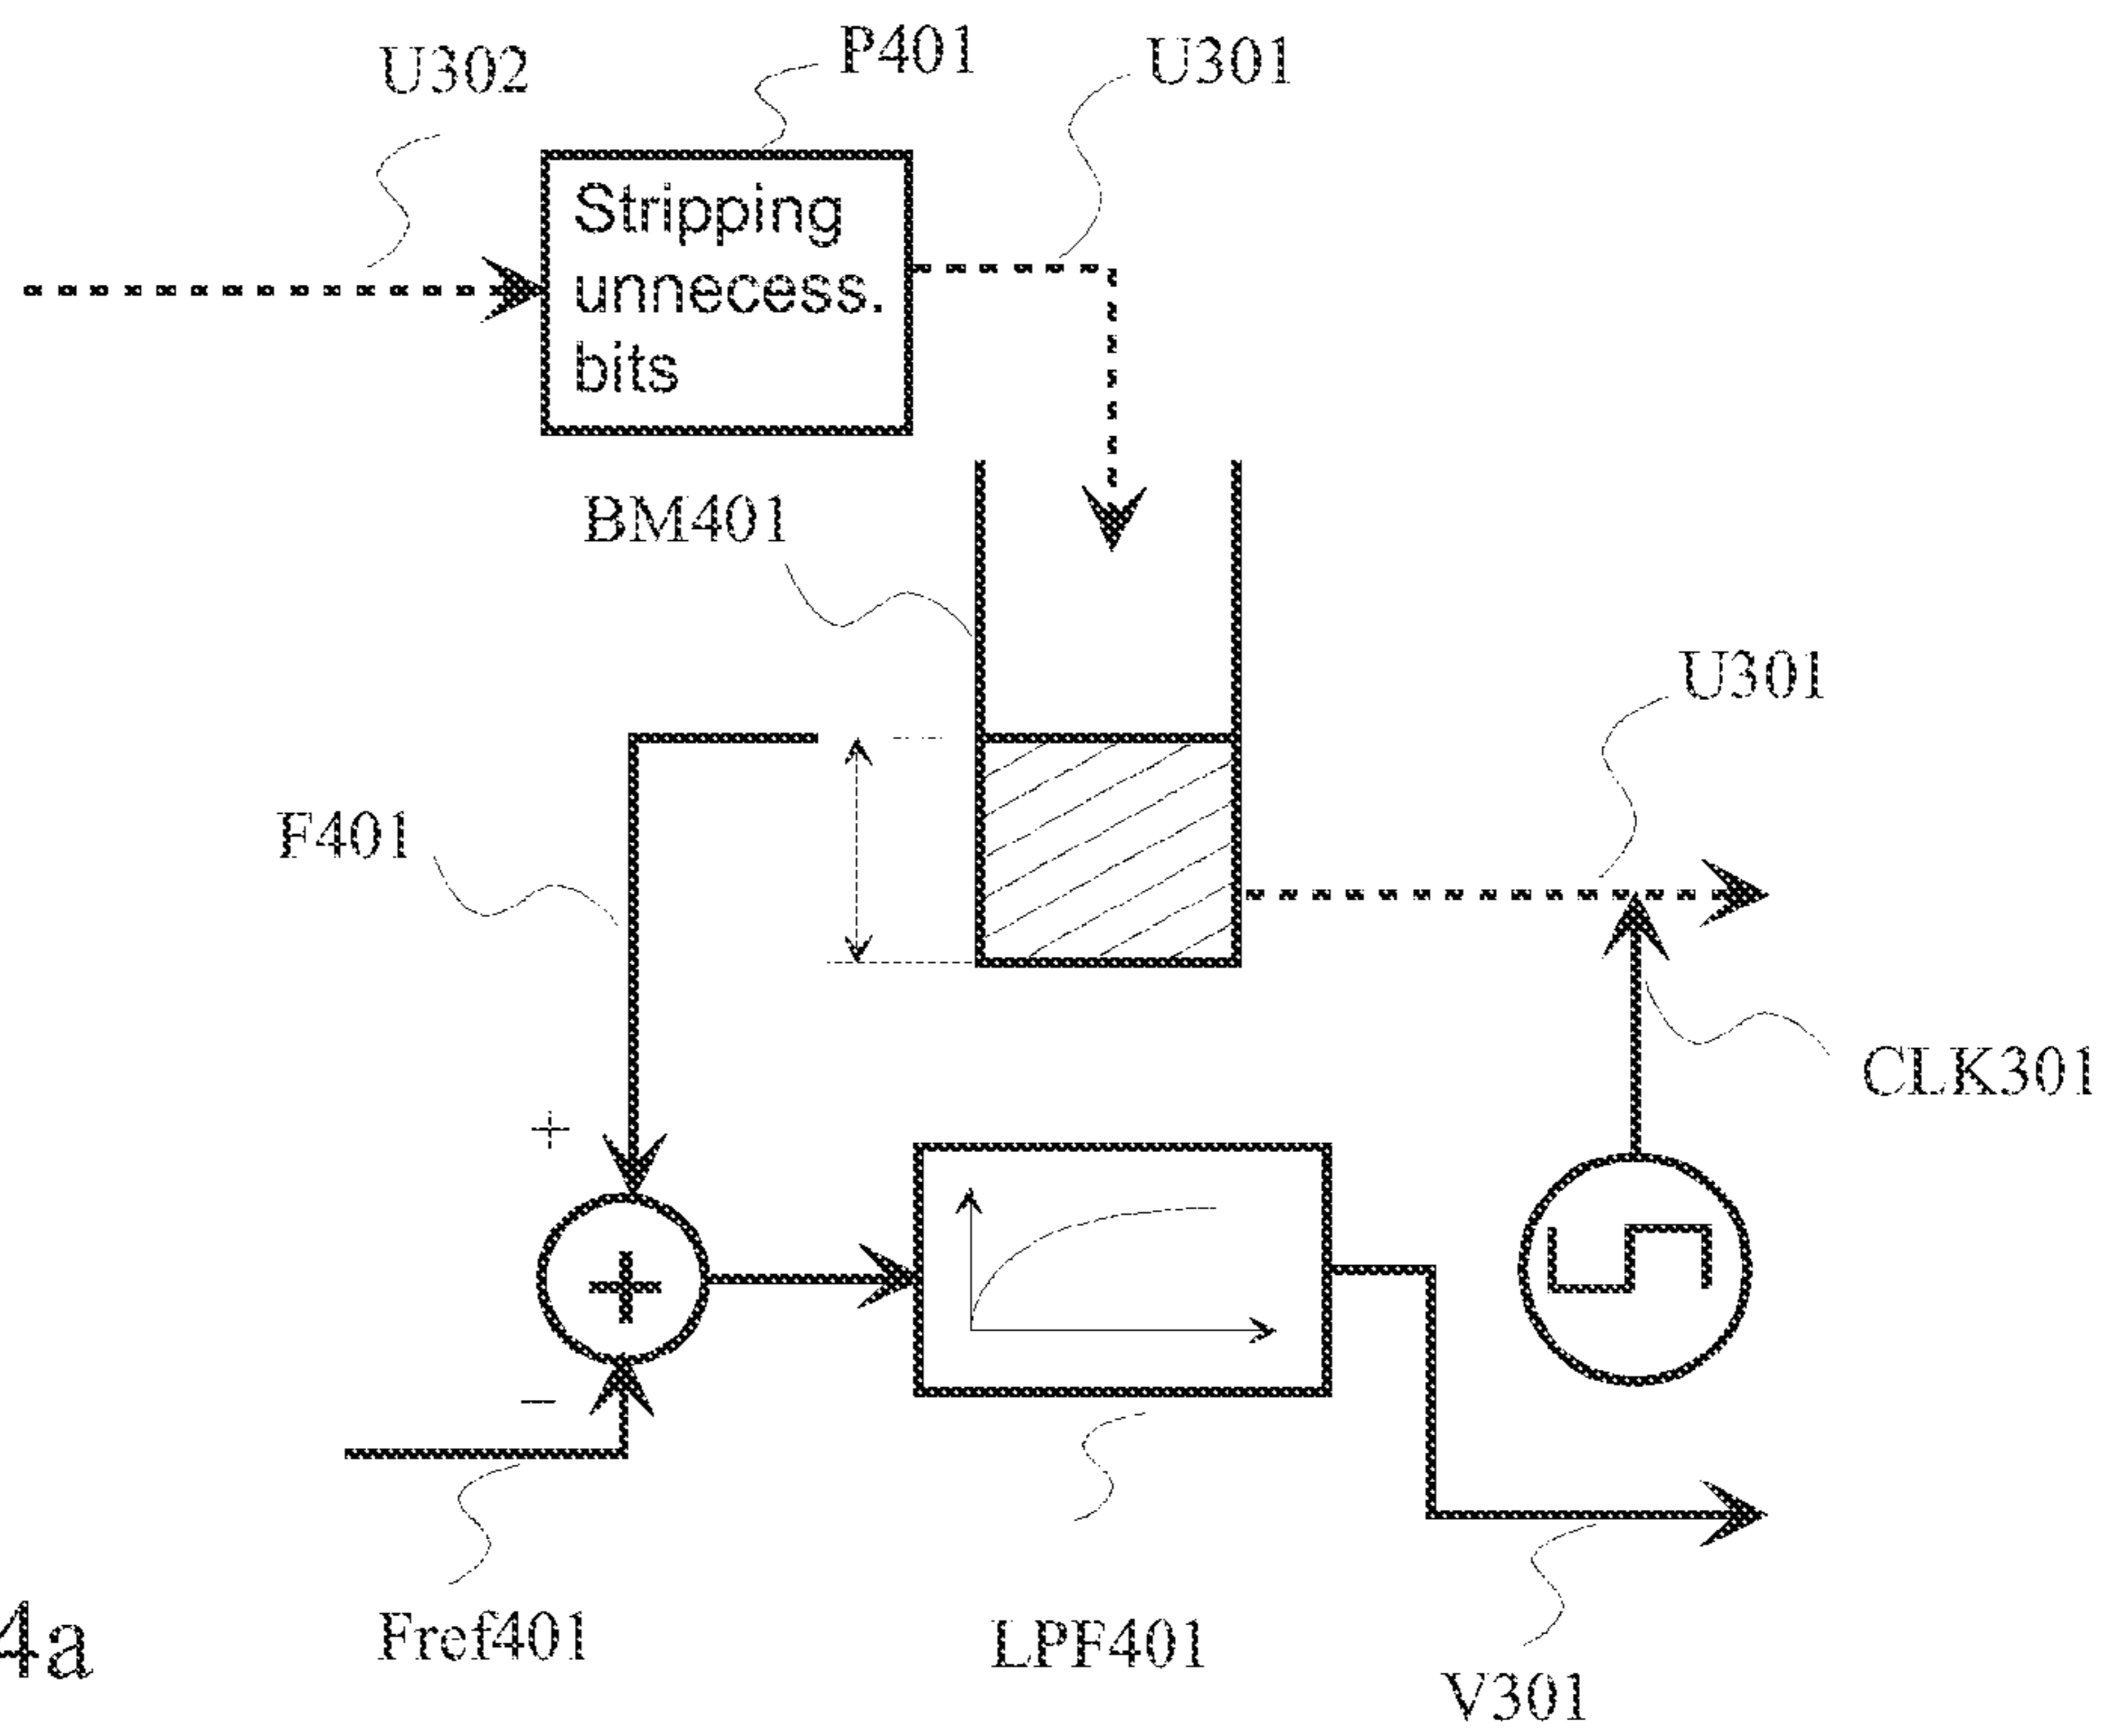 U302
P401
U301
Stripping
unnecess.
bits
BM401
U301
F401
CLK301
+
+
−
Fref401
LPF401
V301
4a